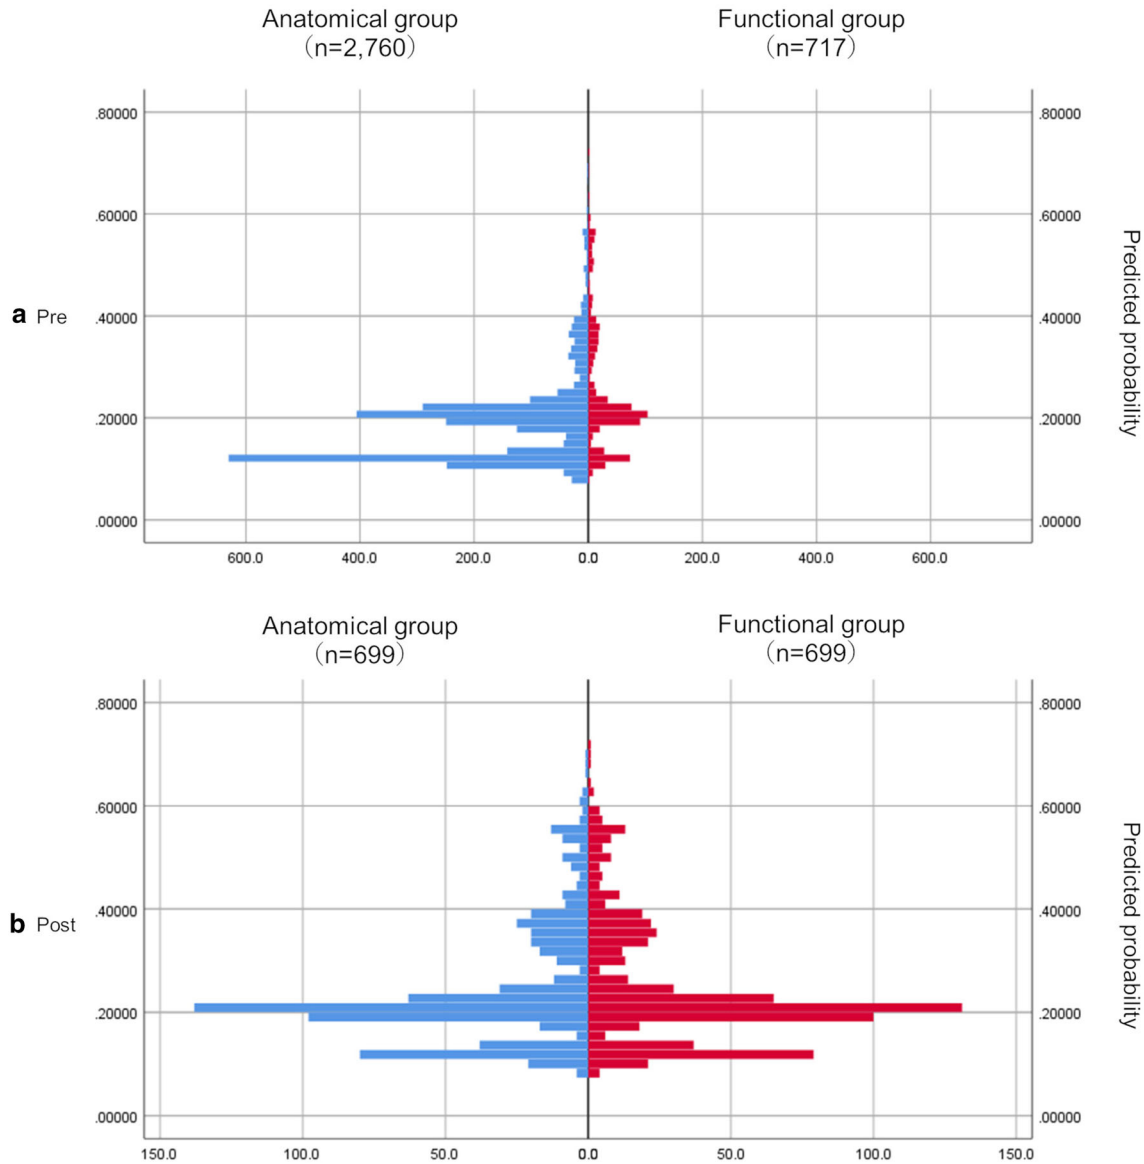 Anatomical group
Functional group
(n=2,760)
(n=717)
.80000
.80000
.60000
.60000
a Pre
.40000
.40000
Predicted probability
.20000
.20000
.00000
.00000
600.0 400.0 200.0 0.0 200.0 400.0 600.0
Anatomical group
Functional group
(n=699)
(n=699)
.80000
.80000
.60000
.60000
b Post
.40000
.40000
Predicted probability
.20000
.20000
.00000
.00000
150.0 100.0 50.0 0.0 50.0 100.0 150.0